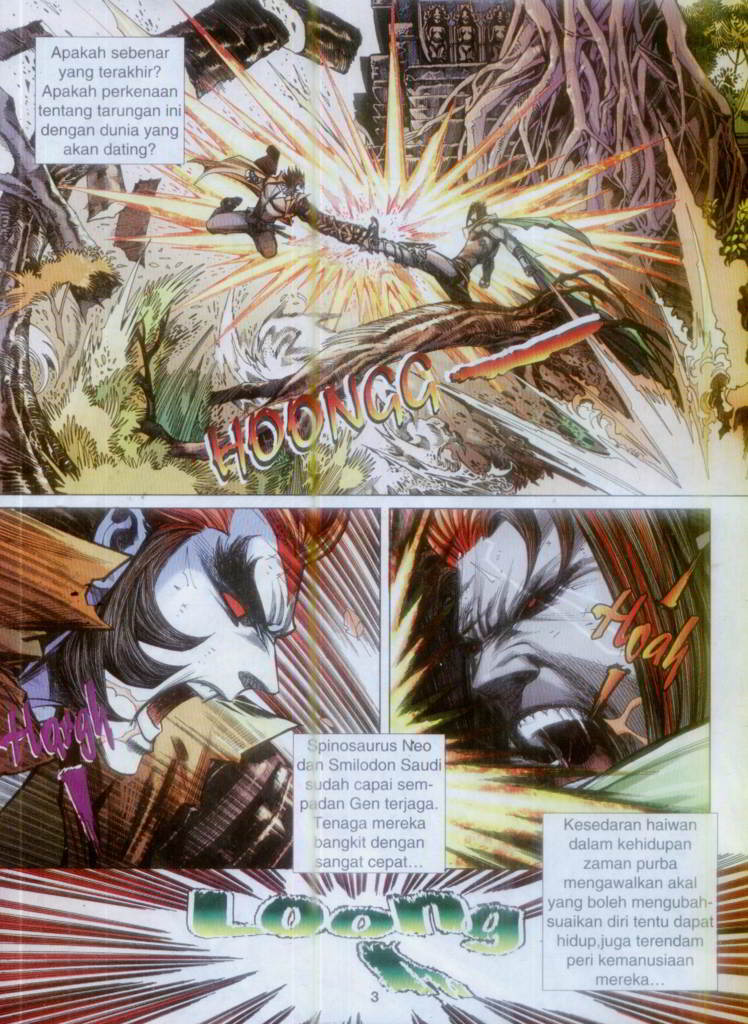 Apakah sebenar
yang terakhir?
Apakah perkenaan
tentang tarungan ini
dengan dunia yang
akan dating?
HOONGG
Hargh!
Hoah!
Spinosaurus Neo
dan Smilodon Saudi
sudah capai sem-
padan Gen terjaga.
Tenaga mereka
bangkit dengan
sangat cepat...
Kesedaran haiwan
dalam kehidupan
zaman purba
mengawalkan akal
yang boleh mengubah-
suaikan diri tentu dapat
hidup,juga terendam
peri kemanusiaan
mereka...
Loong
3